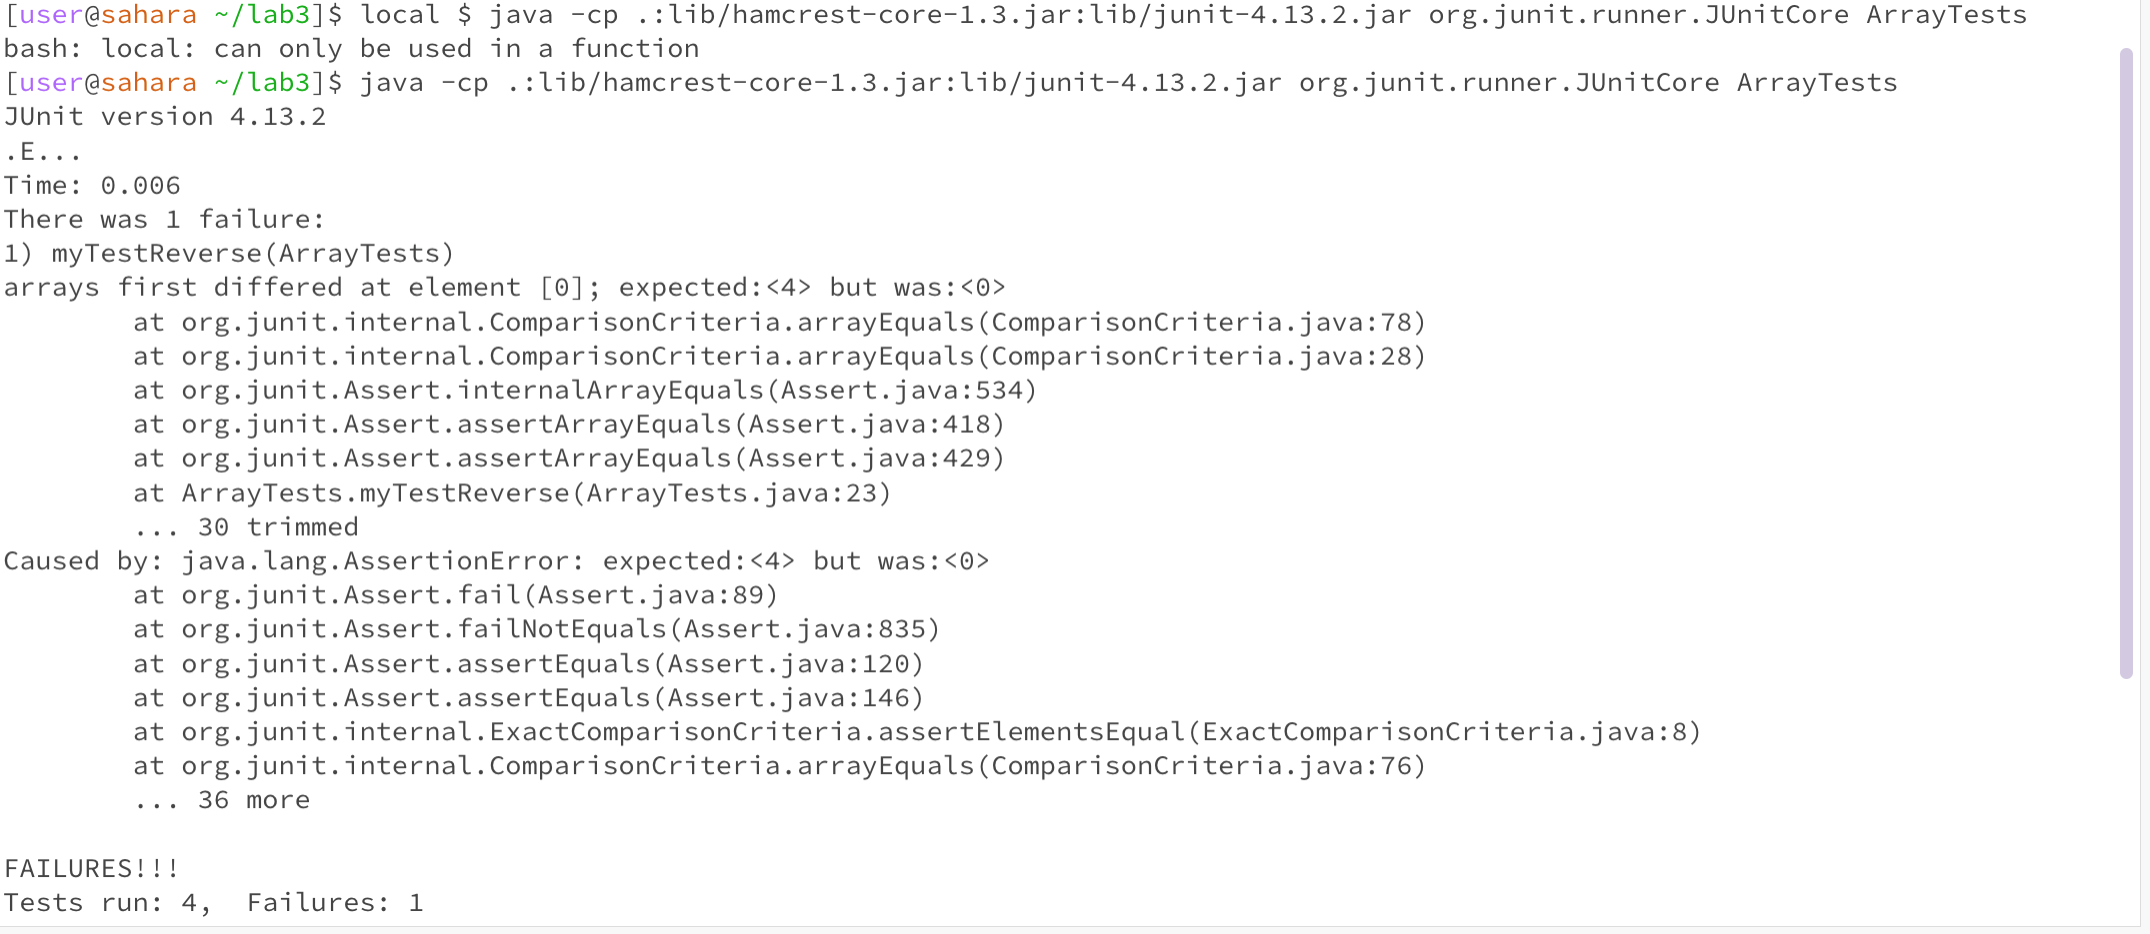 [user@sahara ~/lab3]$ local $ java -cp .:lib/hamcrest-core-1.3.jar:lib/junit-4.13.2.jar org.junit.runner.JUnitCore ArrayTests
bash: local: can only be used in a function
[user@sahara ~/lab3]$ java -cp .:lib/hamcrest-core-1.3.jar:lib/junit-4.13.2.jar org.junit.runner.JUnitCore ArrayTests
JUnit version 4.13.2
.E...
Time: 0.006
There was 1 failure:
1) myTestReverse(ArrayTests)
arrays first differed at element [0]; expected:<4> but was:<0>
        at org.junit.internal.ComparisonCriteria.arrayEquals(ComparisonCriteria.java:78)
        at org.junit.internal.ComparisonCriteria.arrayEquals(ComparisonCriteria.java:28)
        at org.junit.Assert.internalArrayEquals(Assert.java:534)
        at org.junit.Assert.assertArrayEquals(Assert.java:418)
        at org.junit.Assert.assertArrayEquals(Assert.java:429)
        at ArrayTests.myTestReverse(ArrayTests.java:23)
        ... 30 trimmed
Caused by: java.lang.AssertionError: expected:<4> but was:<0>
        at org.junit.Assert.fail(Assert.java:89)
        at org.junit.Assert.failNotEquals(Assert.java:835)
        at org.junit.Assert.assertEquals(Assert.java:120)
        at org.junit.Assert.assertEquals(Assert.java:146)
        at org.junit.internal.ExactComparisonCriteria.assertElementsEqual(ExactComparisonCriteria.java:8)
        at org.junit.internal.ComparisonCriteria.arrayEquals(ComparisonCriteria.java:76)
        ... 36 more

FAILURES!!!
Tests run: 4,  Failures: 1